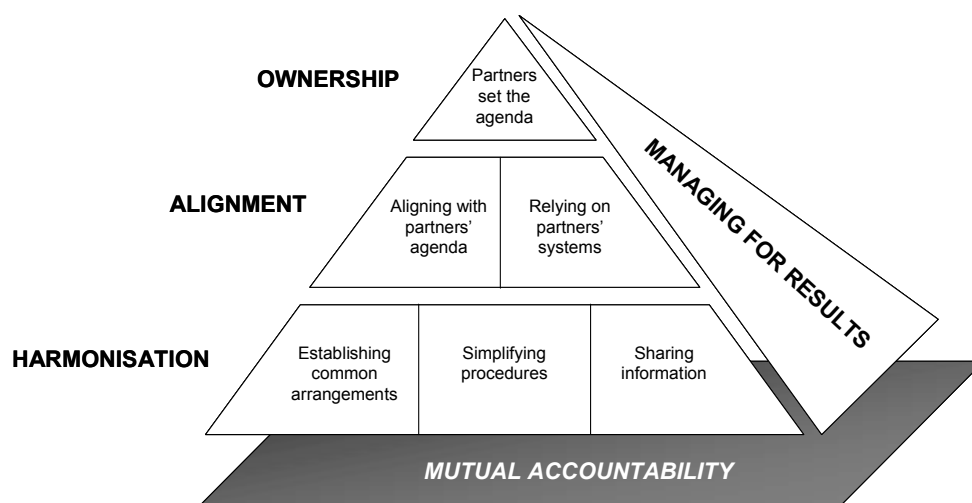 OWNERSHIP
Partners
set the
agenda
ALIGNMENT
Aligning with
partners’
agenda
Relying on
partners’
systems
HARMONISATION
Establishing
common
arrangements
Simplifying
procedures
Sharing
information
MANAGING FOR RESULTS
MUTUAL ACCOUNTABILITY